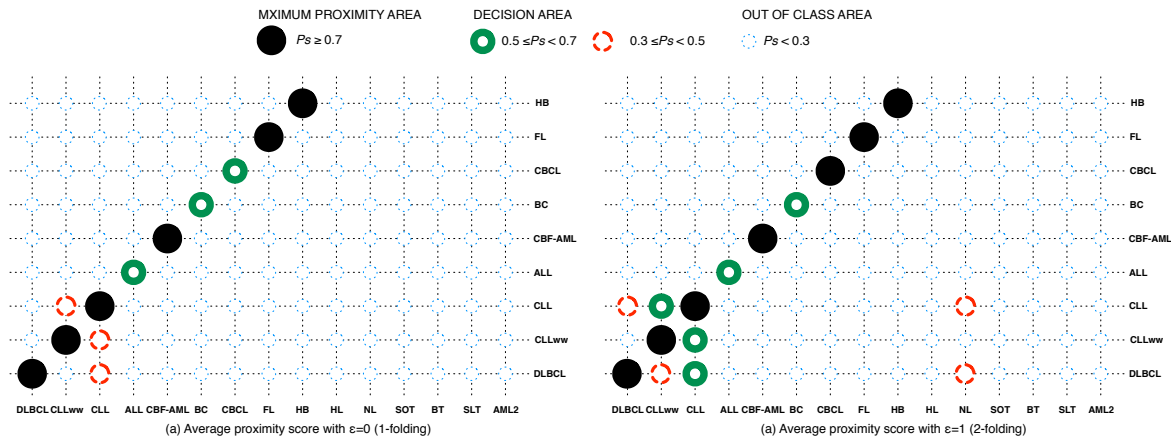 MXIMUM PROXIMITY AREA
DECISION AREA
OUT OF CLASS AREA
Ps ≥ 0.7
0.5 ≤Ps < 0.7
0.3 ≤Ps < 0.5
Ps < 0.3
HB
FL
CBCL
BC
CBF-AML
ALL
CLL
CLLww
DLBCL
DLBCL CLLww CLL ALL CBF-AML BC CBCL FL HB HL NL SOT BT SLT AML2
(a) Average proximity score with ε=0 (1-folding)
HB
FL
CBCL
BC
CBF-AML
ALL
CLL
CLLww
DLBCL
DLBCL CLLww CLL ALL CBF-AML BC CBCL FL HB HL NL SOT BT SLT AML2
(a) Average proximity score with ε=1 (2-folding)